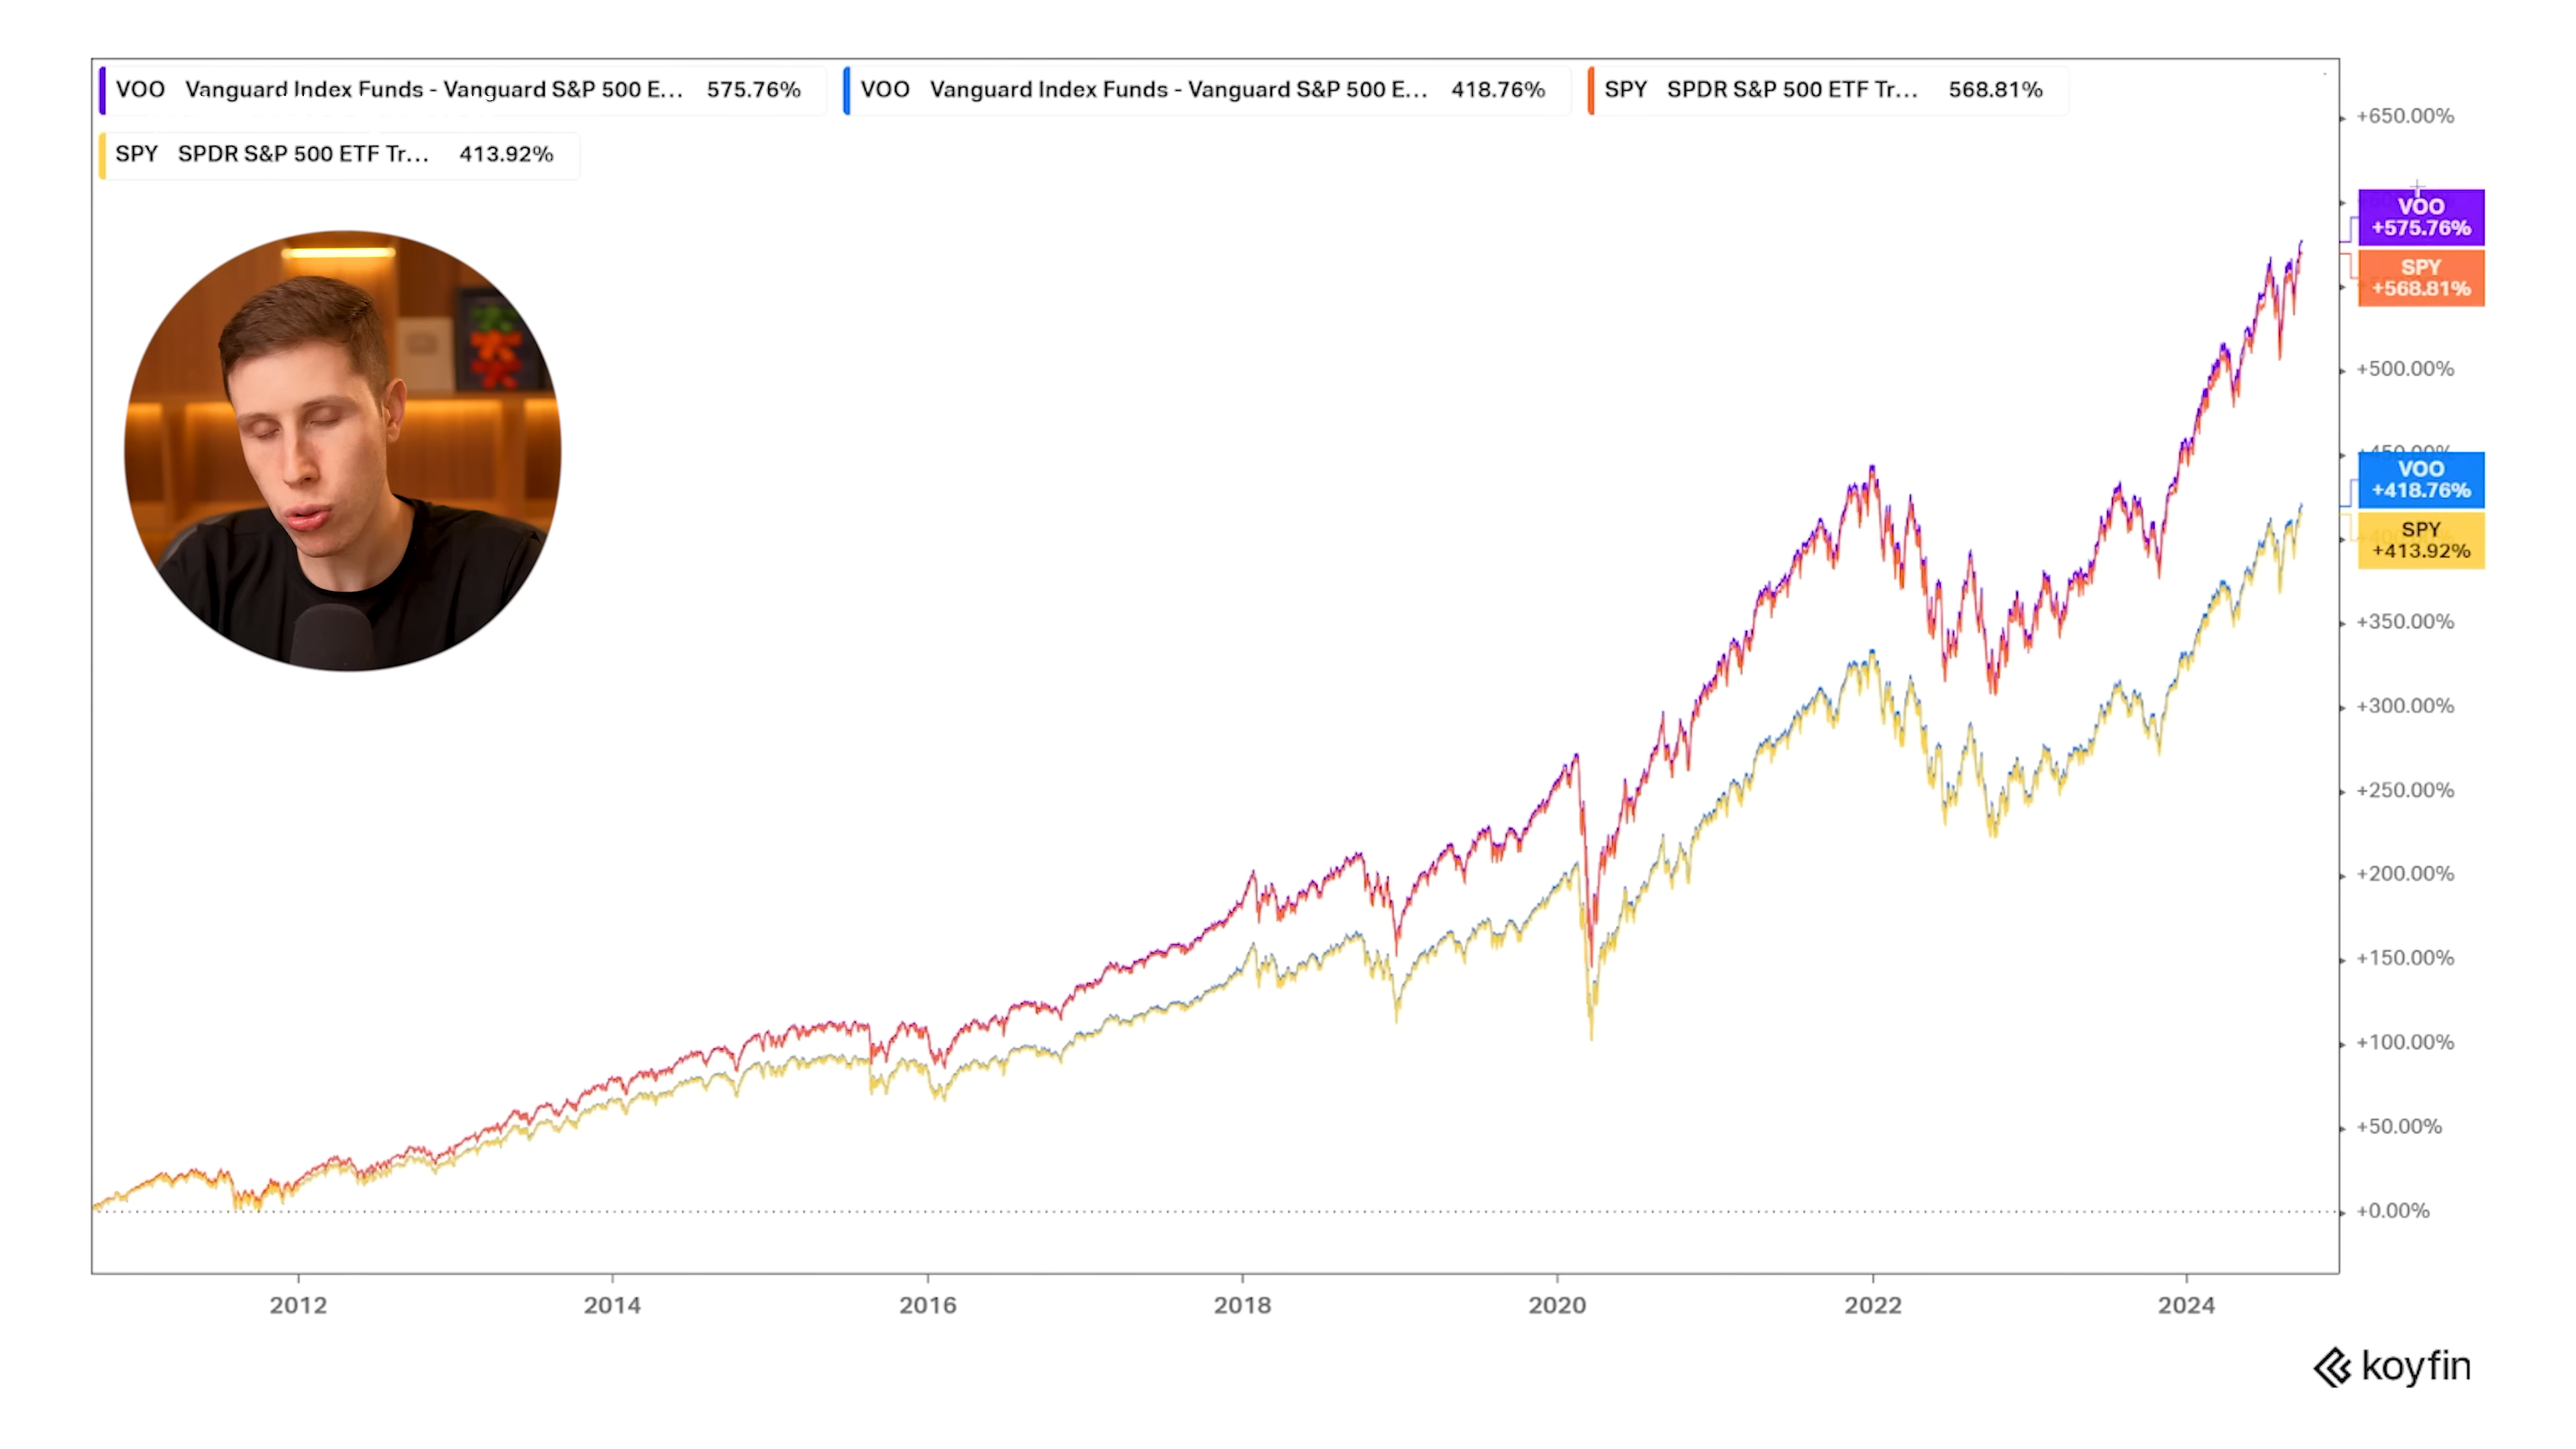 VOO Vanguard Index Funds - Vanguard S&P 500 E... 575.76%
VOO Vanguard Index Funds - Vanguard S&P 500 E... 418.76%
SPY SPDR S&P 500 ETF Tr... 568.81%
SPY SPDR S&P 500 ETF Tr... 413.92%
+650.00%
VOO
+575.76%
SPY
+568.81%
+500.00%
VOO
+418.76%
SPY
+413.92%
+350.00%
+300.00%
+250.00%
+200.00%
+150.00%
+100.00%
+50.00%
+0.00%
2012
2014
2016
2018
2020
2022
2024
koyfin